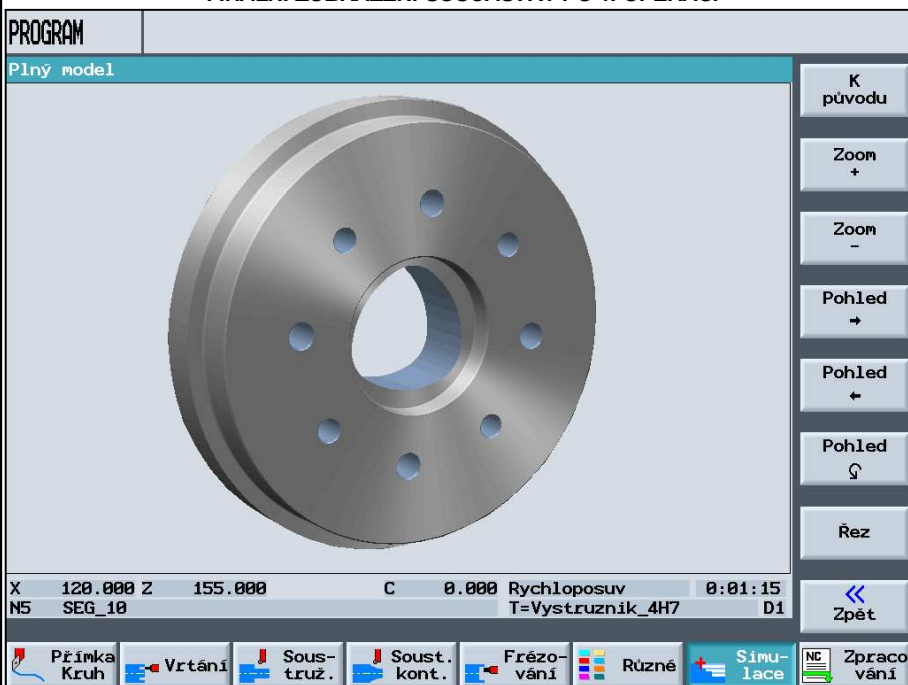 PROGRAM
Plný model
K
původu
Zoom
+
Zoom
-
Pohled
→
Pohled
←
Pohled
Řez
X 120.000 Z 155.000 C 0.000 Rychloposuv 0:01:15
N5 SEG_10 T=Vystruznik_4H7 D1
«
Zpět
Přímka
Kruh
Vrtání
Sous-
truž.
Soust.
kont.
Frézo-
vání
Různé
Simu-
lace
NC Zpraco
vání